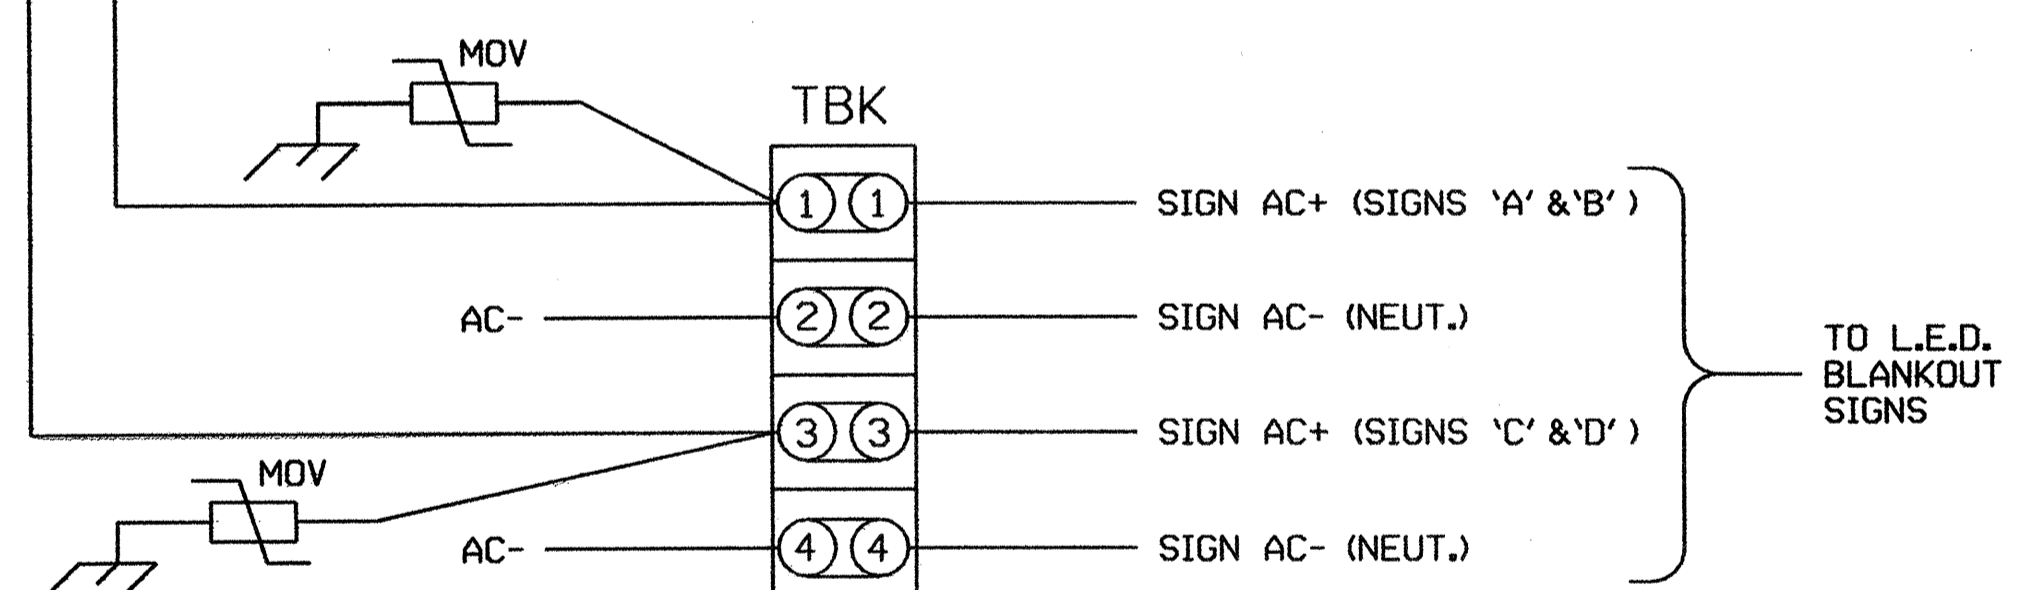 MOV
TBK
1 1 SIGN AC+ (SIGNS 'A' &'B')
AC- 2 2 SIGN AC- (NEUT.)
TO L.E.D.
BLANKOUT
SIGNS
3 3 SIGN AC+ (SIGNS 'C' &'D')
MOV
AC- 4 4 SIGN AC- (NEUT.)